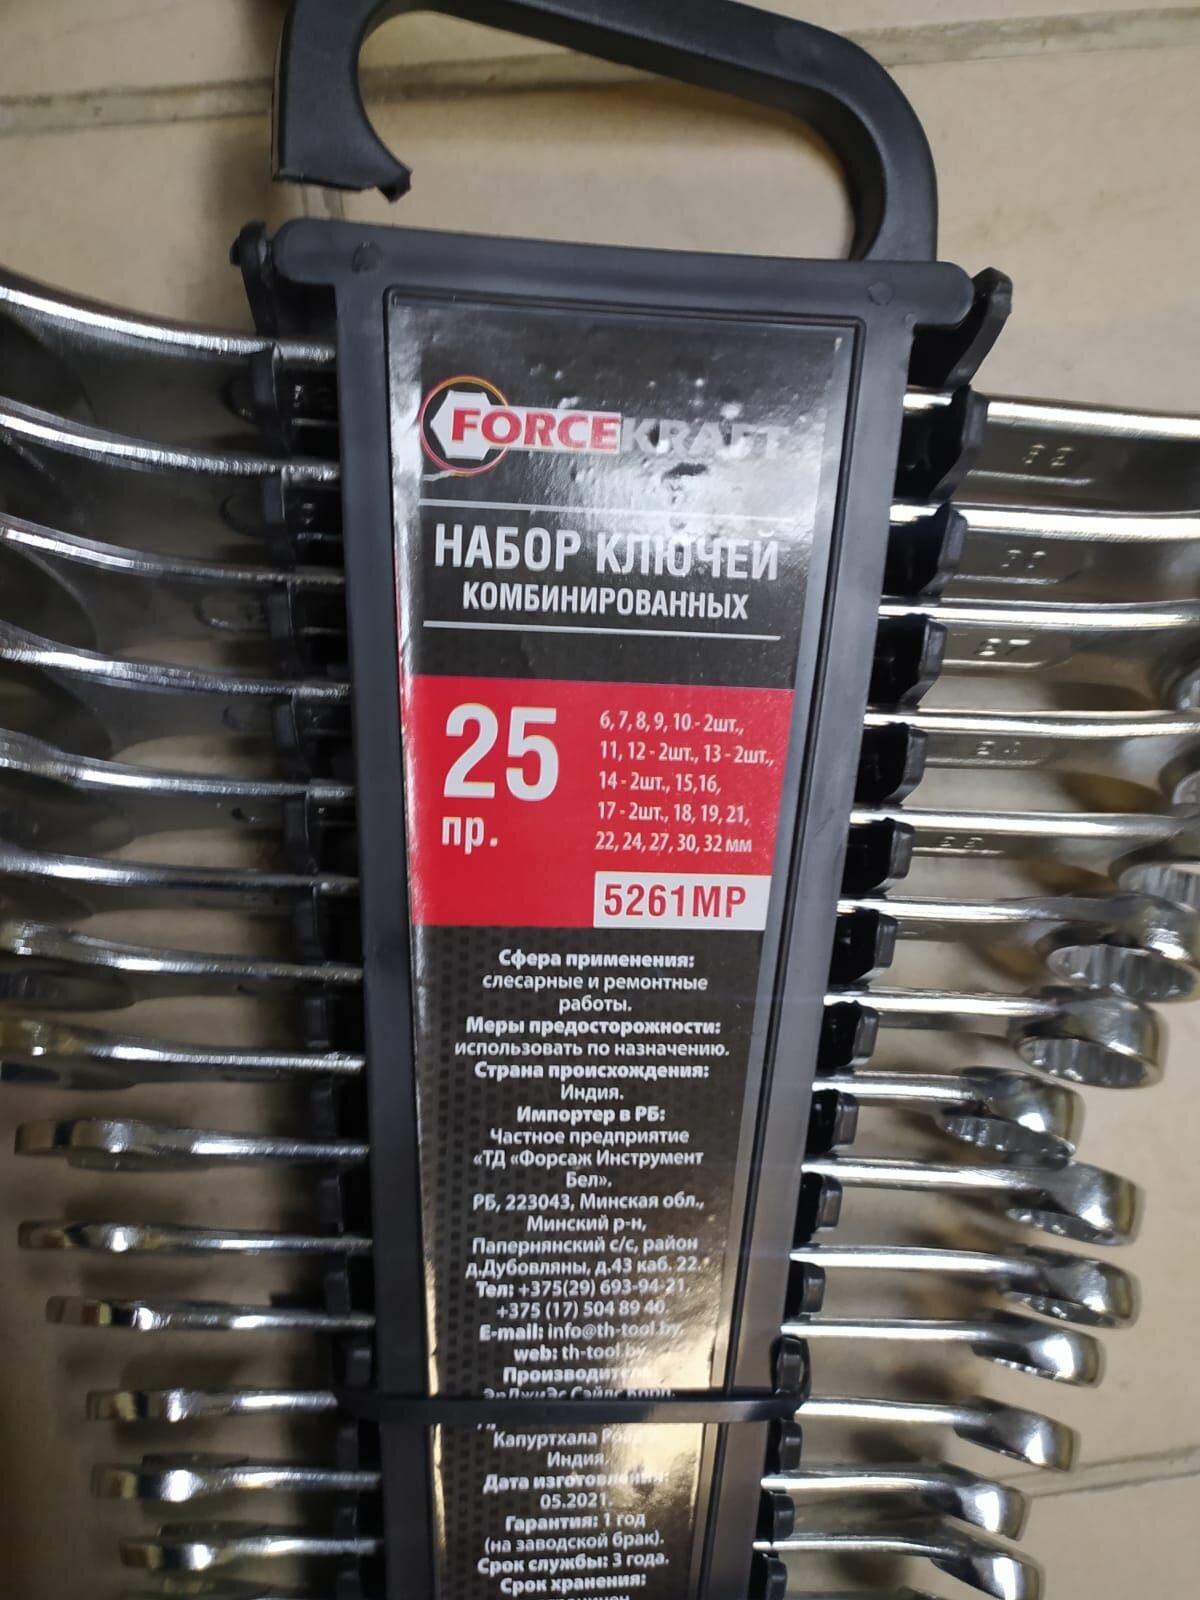 FORCEKRAFT
НАБОР КЛЮЧЕЙ
КОМБИНИРОВАННЫХ
25
пр.
6, 7, 8, 9, 10 - 2шт.,
11, 12 - 2шт., 13 - 2шт.,
14 - 2шт., 15,16,
17 - 2шт., 18, 19, 21,
22, 24, 27, 30, 32 мм
5261MP
Сфера применения:
слесарные и ремонтные
работы.
Меры предосторожности:
использовать по назначению.
Страна происхождения:
Индия.
Импортер в РБ:
Частное предприятие
«ТД «Форсаж Инструмент
Бел».
РБ, 223043, Минская обл.,
Минский р-н,
Папернянский с/с, район
д.Дубовляны, д.43 каб. 22.
Тел: +375(29) 693-94-21,
+375 (17) 504 89 40.
E-mail: info@th-tool.by,
web: th-tool.by
Производитель:
ЭрДжиЭс Сэйлс Корп.
Капуртхала
Индия.
Дата изготовления:
05.2021.
Гарантия: 1 год
(на заводской брак).
Срок службы: 3 года.
Срок хранения:
27